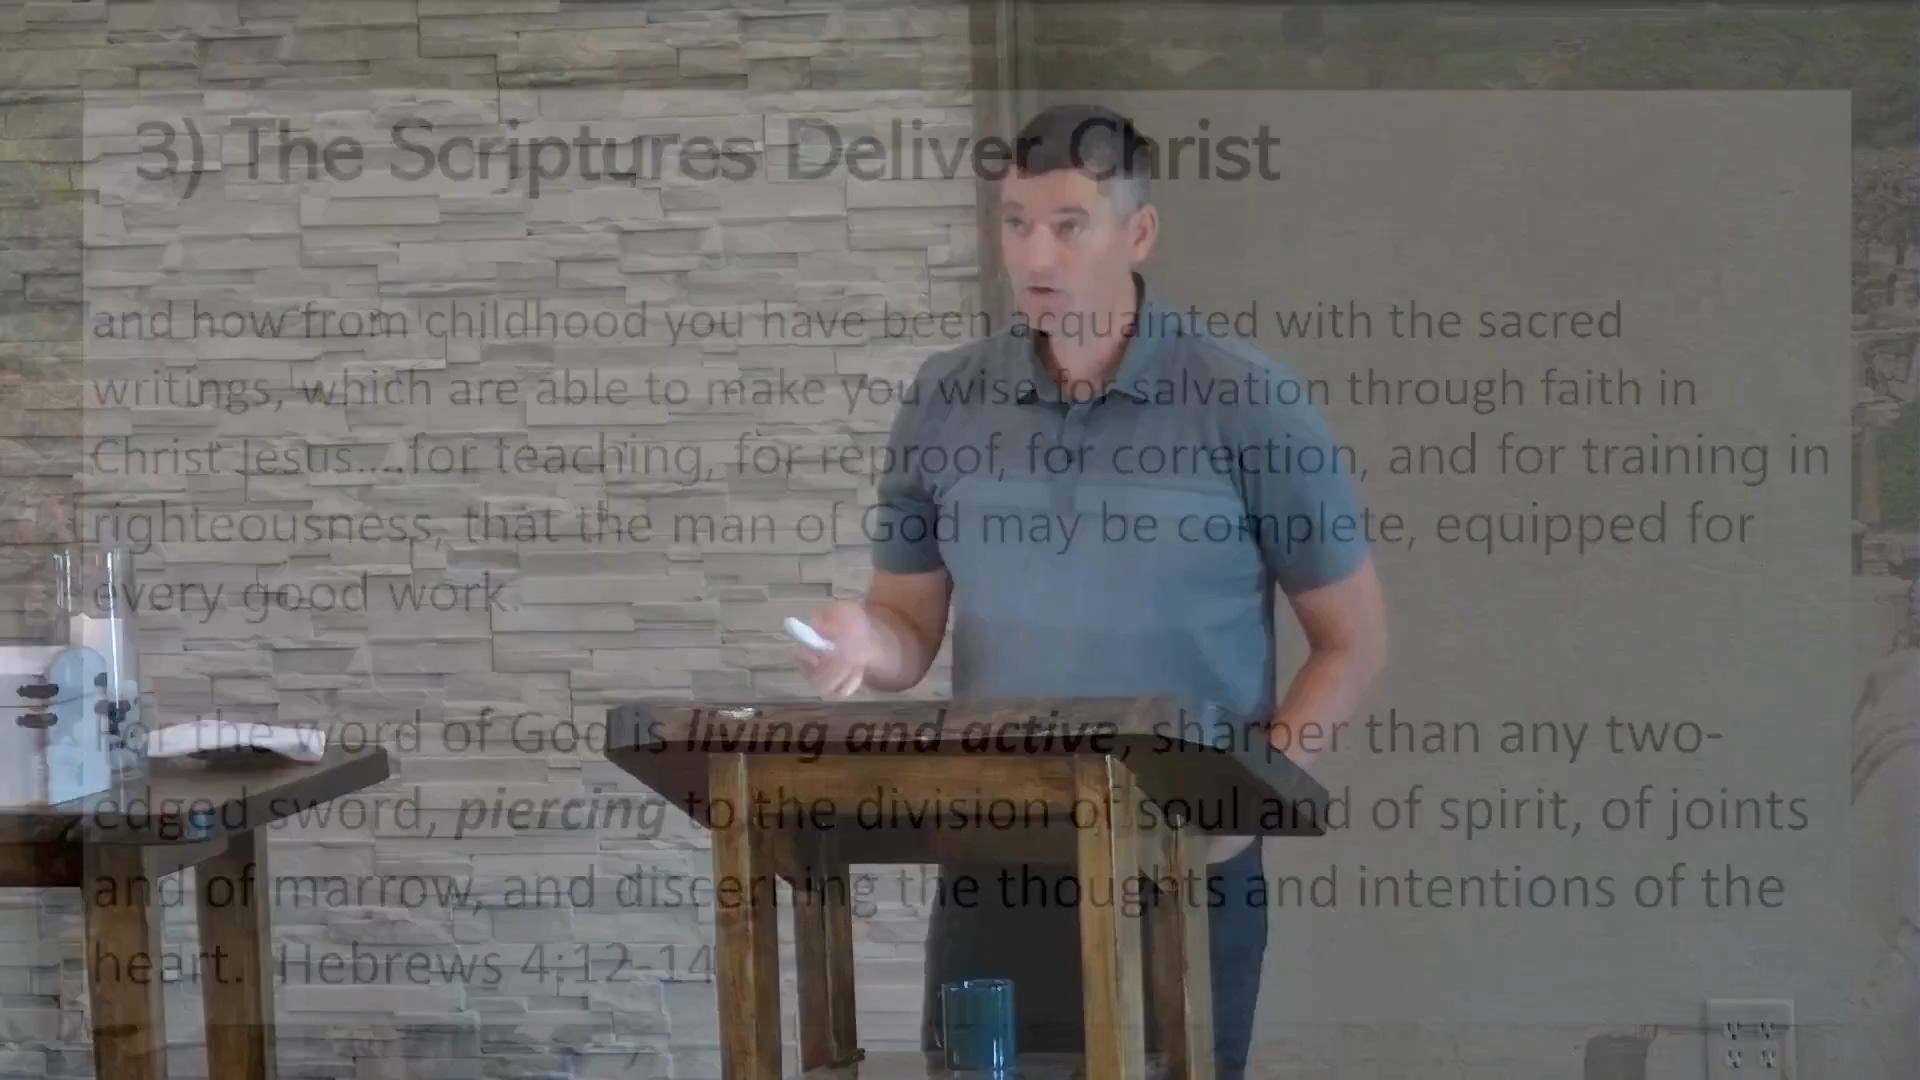 3) The Scriptures Deliver Christ
and how from childhood you have been acquainted with the sacred
writings, which are able to make you wise for salvation through faith in
Christ Jesus....for teaching, for reproof, for correction, and for training in
righteousness, that the man of God may be complete, equipped for
every good work.
For the word of God is living and active, sharper than any two-
edged sword, piercing to the division of soul and of spirit, of joints
and of marrow, and discerning the thoughts and intentions of the
heart. Hebrews 4:12-14